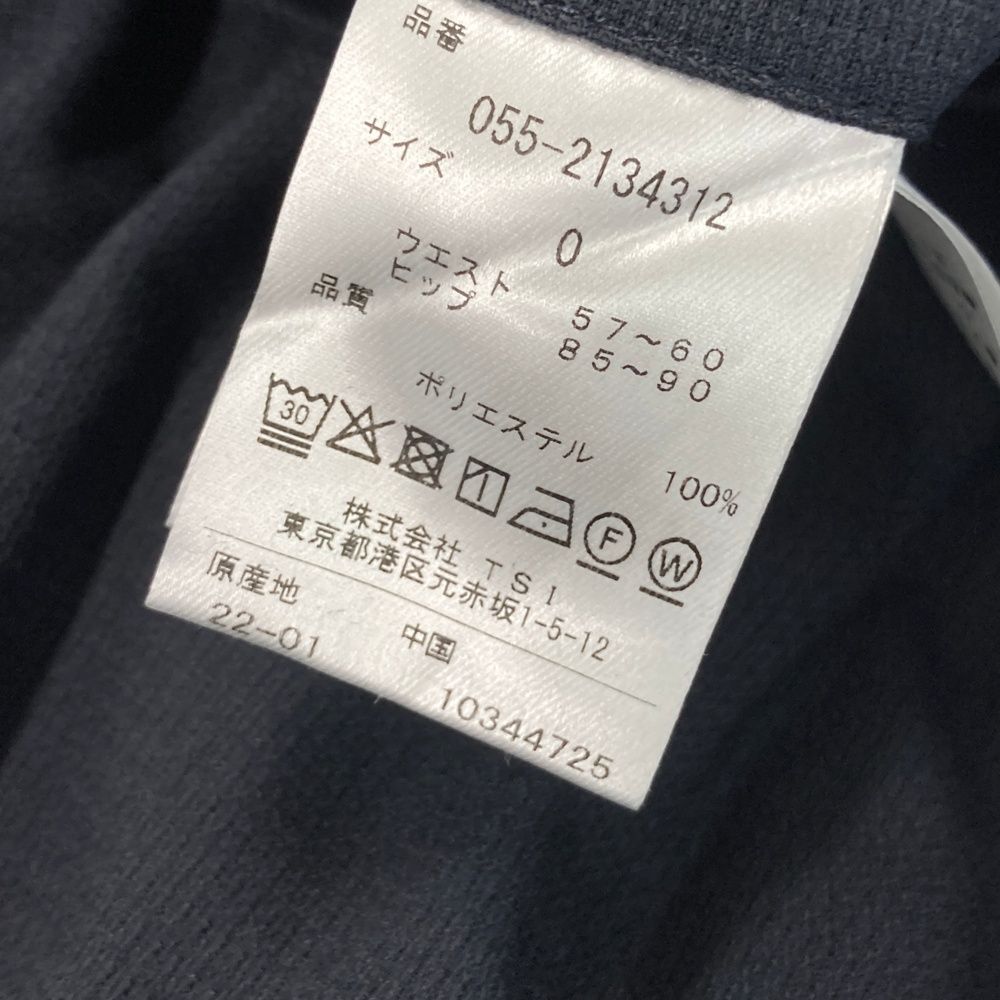 品番
055-2134312
サイズ
0
ウエスト 57~60
ヒップ 85~90
品質
ポリエステル 100%
30
F W
株式会社 TSI
東京都港区元赤坂1-5-12
原産地 中国
22-01 10344725